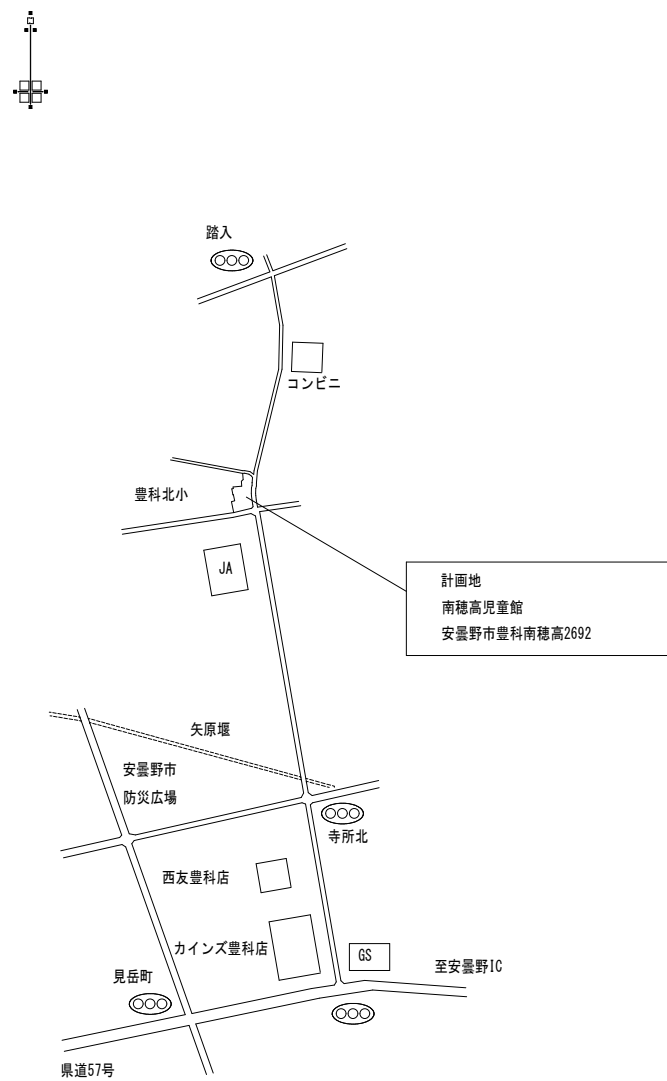 踏入
コンビニ
豊科北小
JA
計画地
南穂高児童館
安曇野市豊科南穂高2692
矢原堰
安曇野市
防災広場
寺所北
西友豊科店
カインズ豊科店
GS
至安曇野IC
見岳町
県道57号